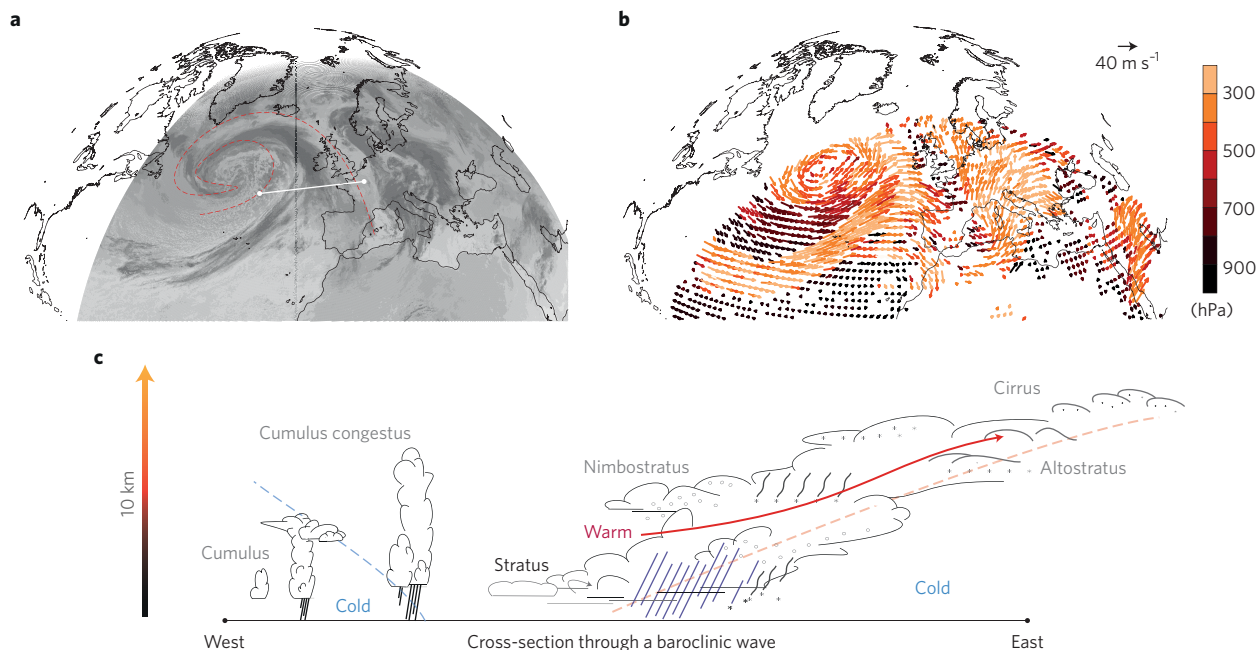 a
b
40 m s⁻¹
300
500
700
900
(hPa)
c
10 km
Cumulus congestus
Cumulus
Cold
Nimbostratus
Warm
Stratus
Cirrus
Altostratus
Cold
West
Cross-section through a baroclinic wave
East